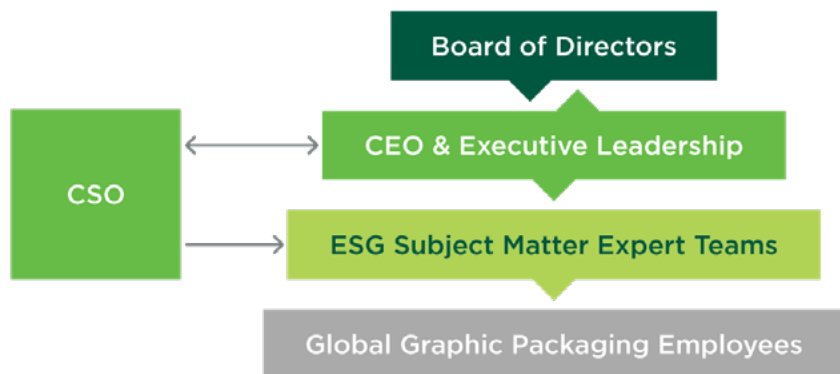 Board of Directors
CEO & Executive Leadership
CSO
ESG Subject Matter Expert Teams
Global Graphic Packaging Employees